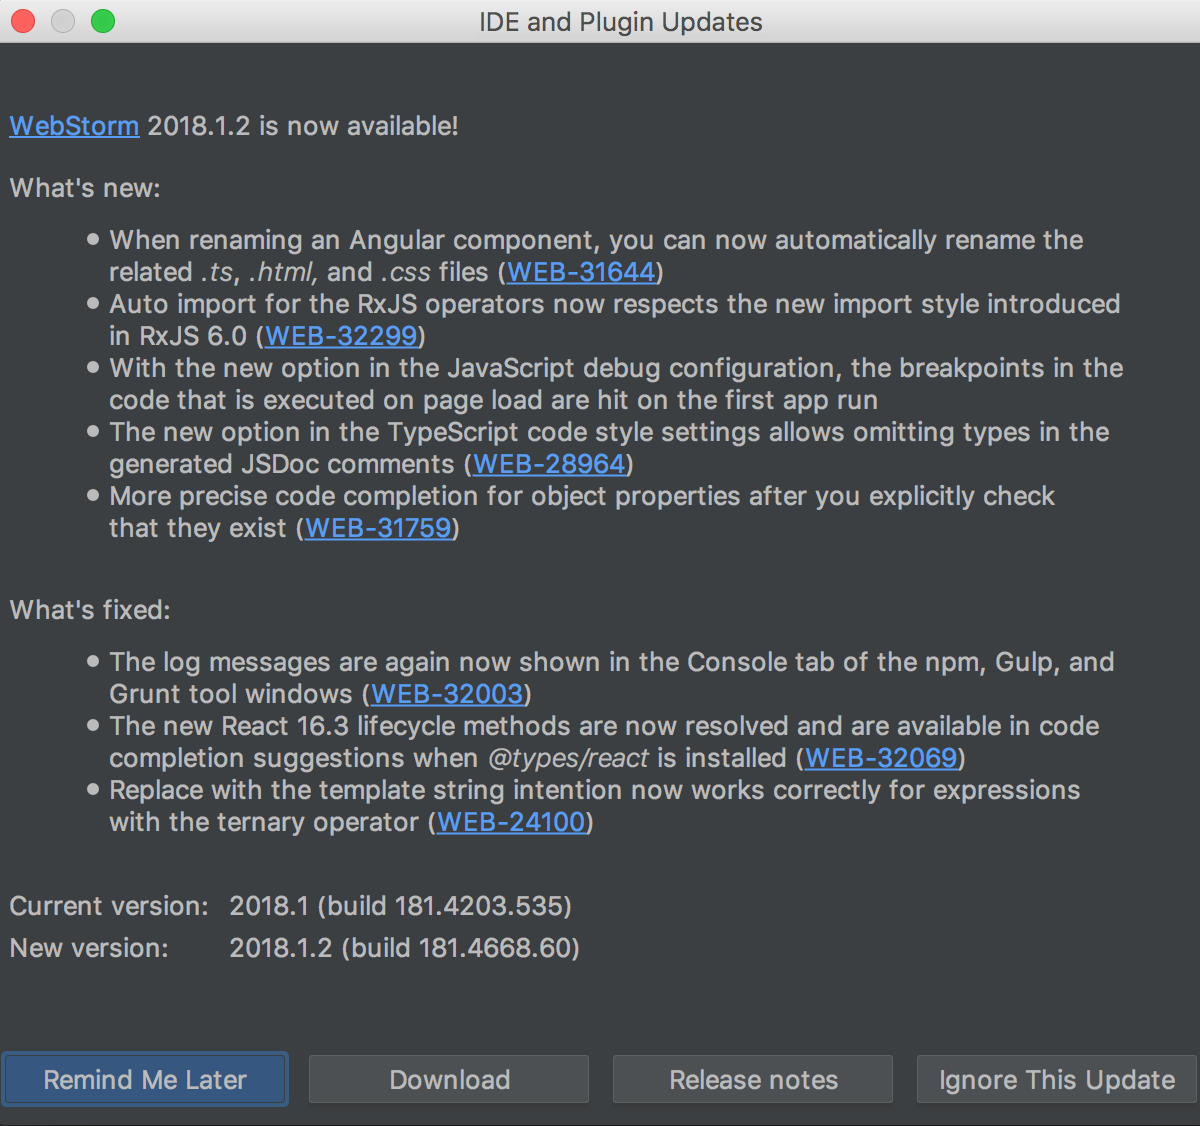 IDE and Plugin Updates
WebStorm 2018.1.2 is now available!
What's new:
● When renaming an Angular component, you can now automatically rename the
related .ts, .html, and .css files (WEB-31644)
● Auto import for the RxJS operators now respects the new import style introduced
in RxJS 6.0 (WEB-32299)
● With the new option in the JavaScript debug configuration, the breakpoints in the
code that is executed on page load are hit on the first app run
● The new option in the TypeScript code style settings allows omitting types in the
generated JSDoc comments (WEB-28964)
● More precise code completion for object properties after you explicitly check
that they exist (WEB-31759)
What's fixed:
● The log messages are again now shown in the Console tab of the npm, Gulp, and
Grunt tool windows (WEB-32003)
● The new React 16.3 lifecycle methods are now resolved and are available in code
completion suggestions when @types/react is installed (WEB-32069)
● Replace with the template string intention now works correctly for expressions
with the ternary operator (WEB-24100)
Current version: 2018.1 (build 181.4203.535)
New version: 2018.1.2 (build 181.4668.60)
Remind Me Later Download Release notes Ignore This Update